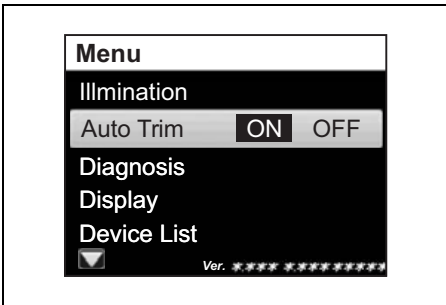 Menu
Illmination
Auto Trim ON OFF
Diagnosis
Display
Device List
Ver. **** **********